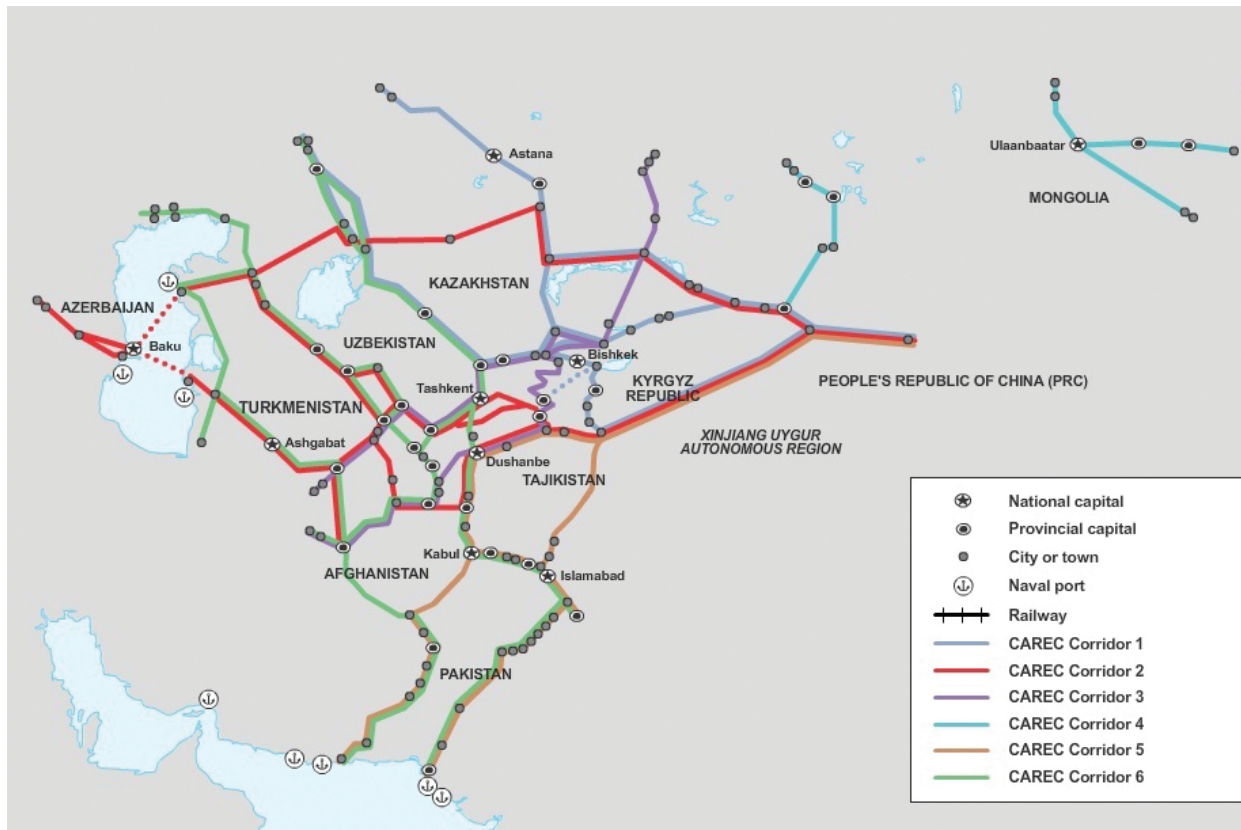 Astana
Ulaanbaatar
MONGOLIA
KAZAKHSTAN
AZERBAIJAN
Baku
UZBEKISTAN
Bishkek
KYRGYZ
REPUBLIC
PEOPLE'S REPUBLIC OF CHINA (PRC)
Tashkent
TURKMENISTAN
Ashgabat
XINJIANG UYGUR
AUTONOMOUS REGION
Dushanbe
TAJIKISTAN
Kabul
AFGHANISTAN
Islamabad
PAKISTAN
National capital
Provincial capital
City or town
Naval port
Railway
CAREC Corridor 1
CAREC Corridor 2
CAREC Corridor 3
CAREC Corridor 4
CAREC Corridor 5
CAREC Corridor 6